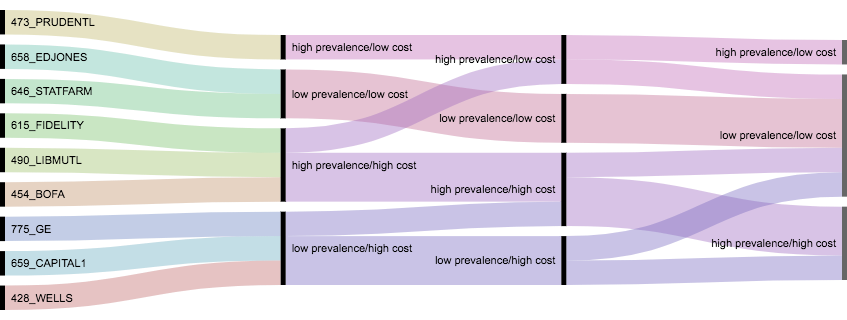 473_PRUDENTL
658_EDJONES
646_STATFARM
615_FIDELITY
490_LIBMUTL
454_BOFA
775_GE
659_CAPITAL1
428_WELLS
high prevalence/low cost
low prevalence/low cost
high prevalence/high cost
low prevalence/high cost
high prevalence/low cost
low prevalence/low cost
high prevalence/high cost
low prevalence/high cost
high prevalence/low cost
low prevalence/low cost
high prevalence/high cost